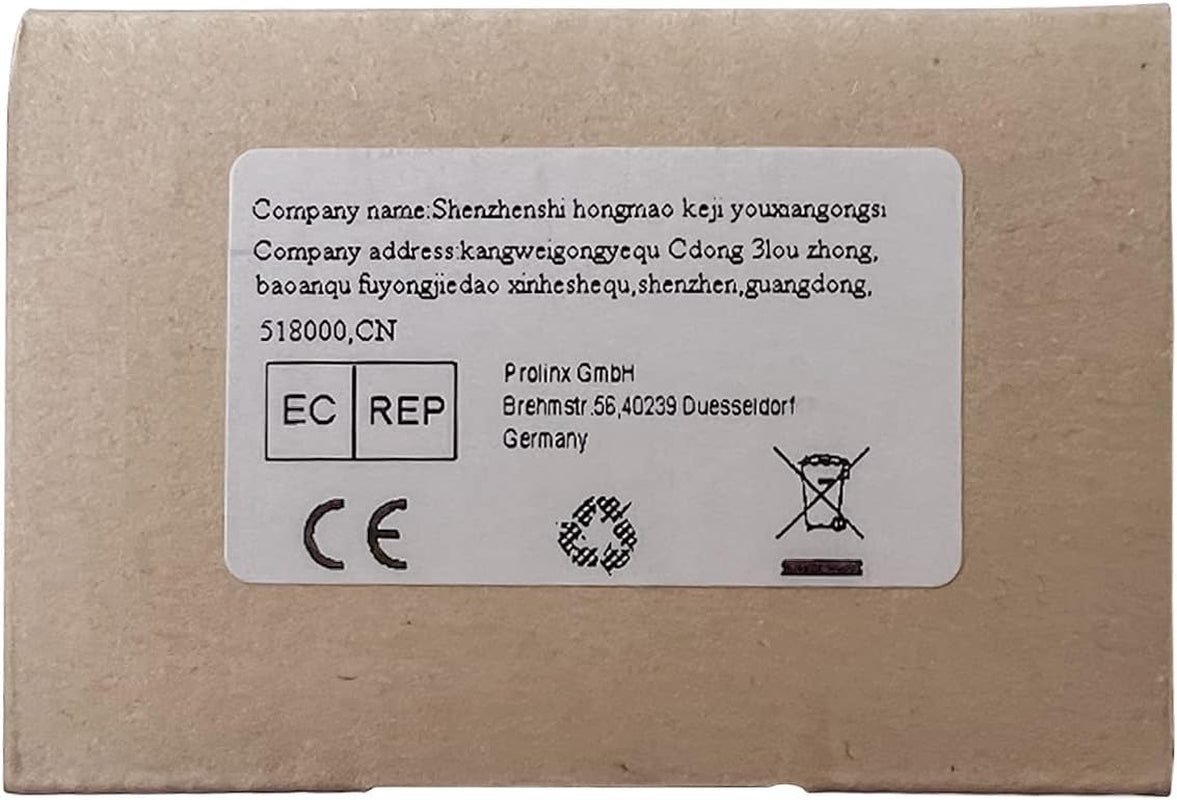 Company name:Shenzhenshi hongmao keji youxiangongsi
Company address:kangweigongyequ Cdong 3lou zhong,
baoanqu fuyongjiedao xinheshequ,shenzhen,guangdong,
518000,CN
EC REP
Prolinx GmbH
Brehmstr.56,40239 Duesseldorf
Germany
CE